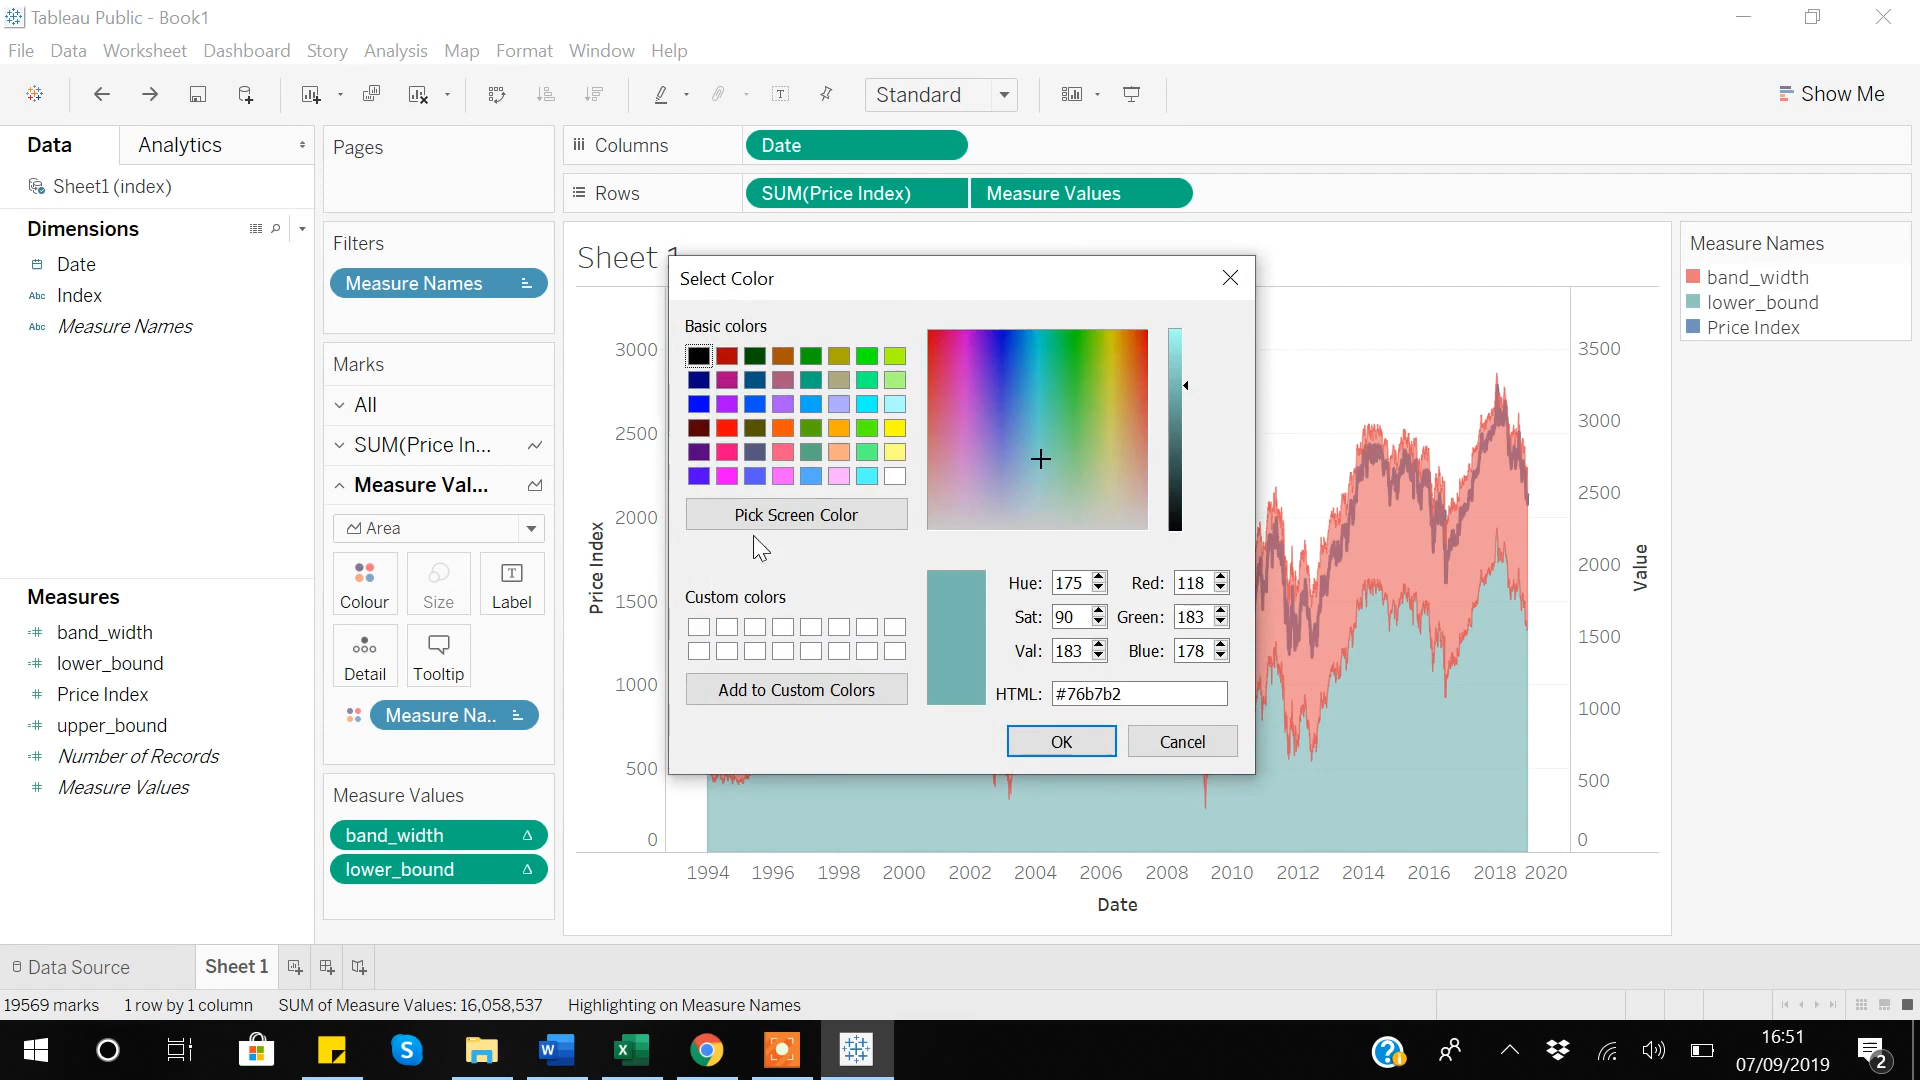 Tableau Public - Book1
File Data Worksheet Dashboard Story Analysis Map Format Window Help
Standard
Show Me
Data
Analytics
Sheet1 (index)
Dimensions
Date
Abc Index
Abc Measure Names
Measures
band_width
lower_bound
Price Index
upper_bound
Number of Records
Measure Values
Pages
Filters
Measure Names
Marks
All
SUM(Price In...
Measure Val...
Area
Colour
Size
Label
Detail
Tooltip
Measure Na..
Measure Values
band_width
lower_bound
Columns
Date
Rows
SUM(Price Index)
Measure Values
Sheet 1
Price Index
3000
2500
2000
1500
1000
500
0
1994 1996 1998 2000 2002 2004 2006 2008 2010 2012 2014 2016 2018 2020
Date
3500
3000
2500
2000
1500
1000
500
0
Value
Select Color
Basic colors
Pick Screen Color
Custom colors
Add to Custom Colors
Hue: 175 Red: 118
Sat: 90 Green: 183
Val: 183 Blue: 178
HTML: #76b7b2
OK
Cancel
Measure Names
band_width
lower_bound
Price Index
Data Source
Sheet 1
19569 marks 1 row by 1 column SUM of Measure Values: 16,058,537 Highlighting on Measure Names
16:51
07/09/2019
2